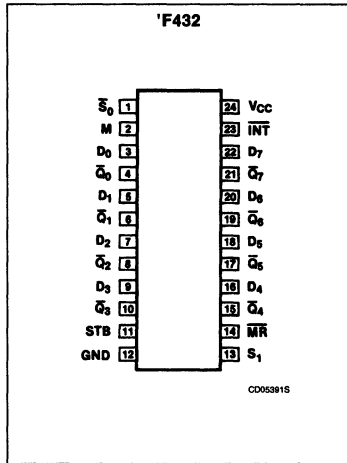 'F432
S̅₀ 1 24 VCC
M 2 23 I̅N̅T̅
D₀ 3 22 D₇
Q̅₀ 4 21 Q̅₇
D₁ 5 20 D₆
Q̅₁ 6 19 Q̅₆
D₂ 7 18 D₅
Q̅₂ 8 17 Q̅₅
D₃ 9 16 D₄
Q̅₃ 10 15 Q̅₄
STB 11 14 M̅R̅
GND 12 13 S₁
CD05391S